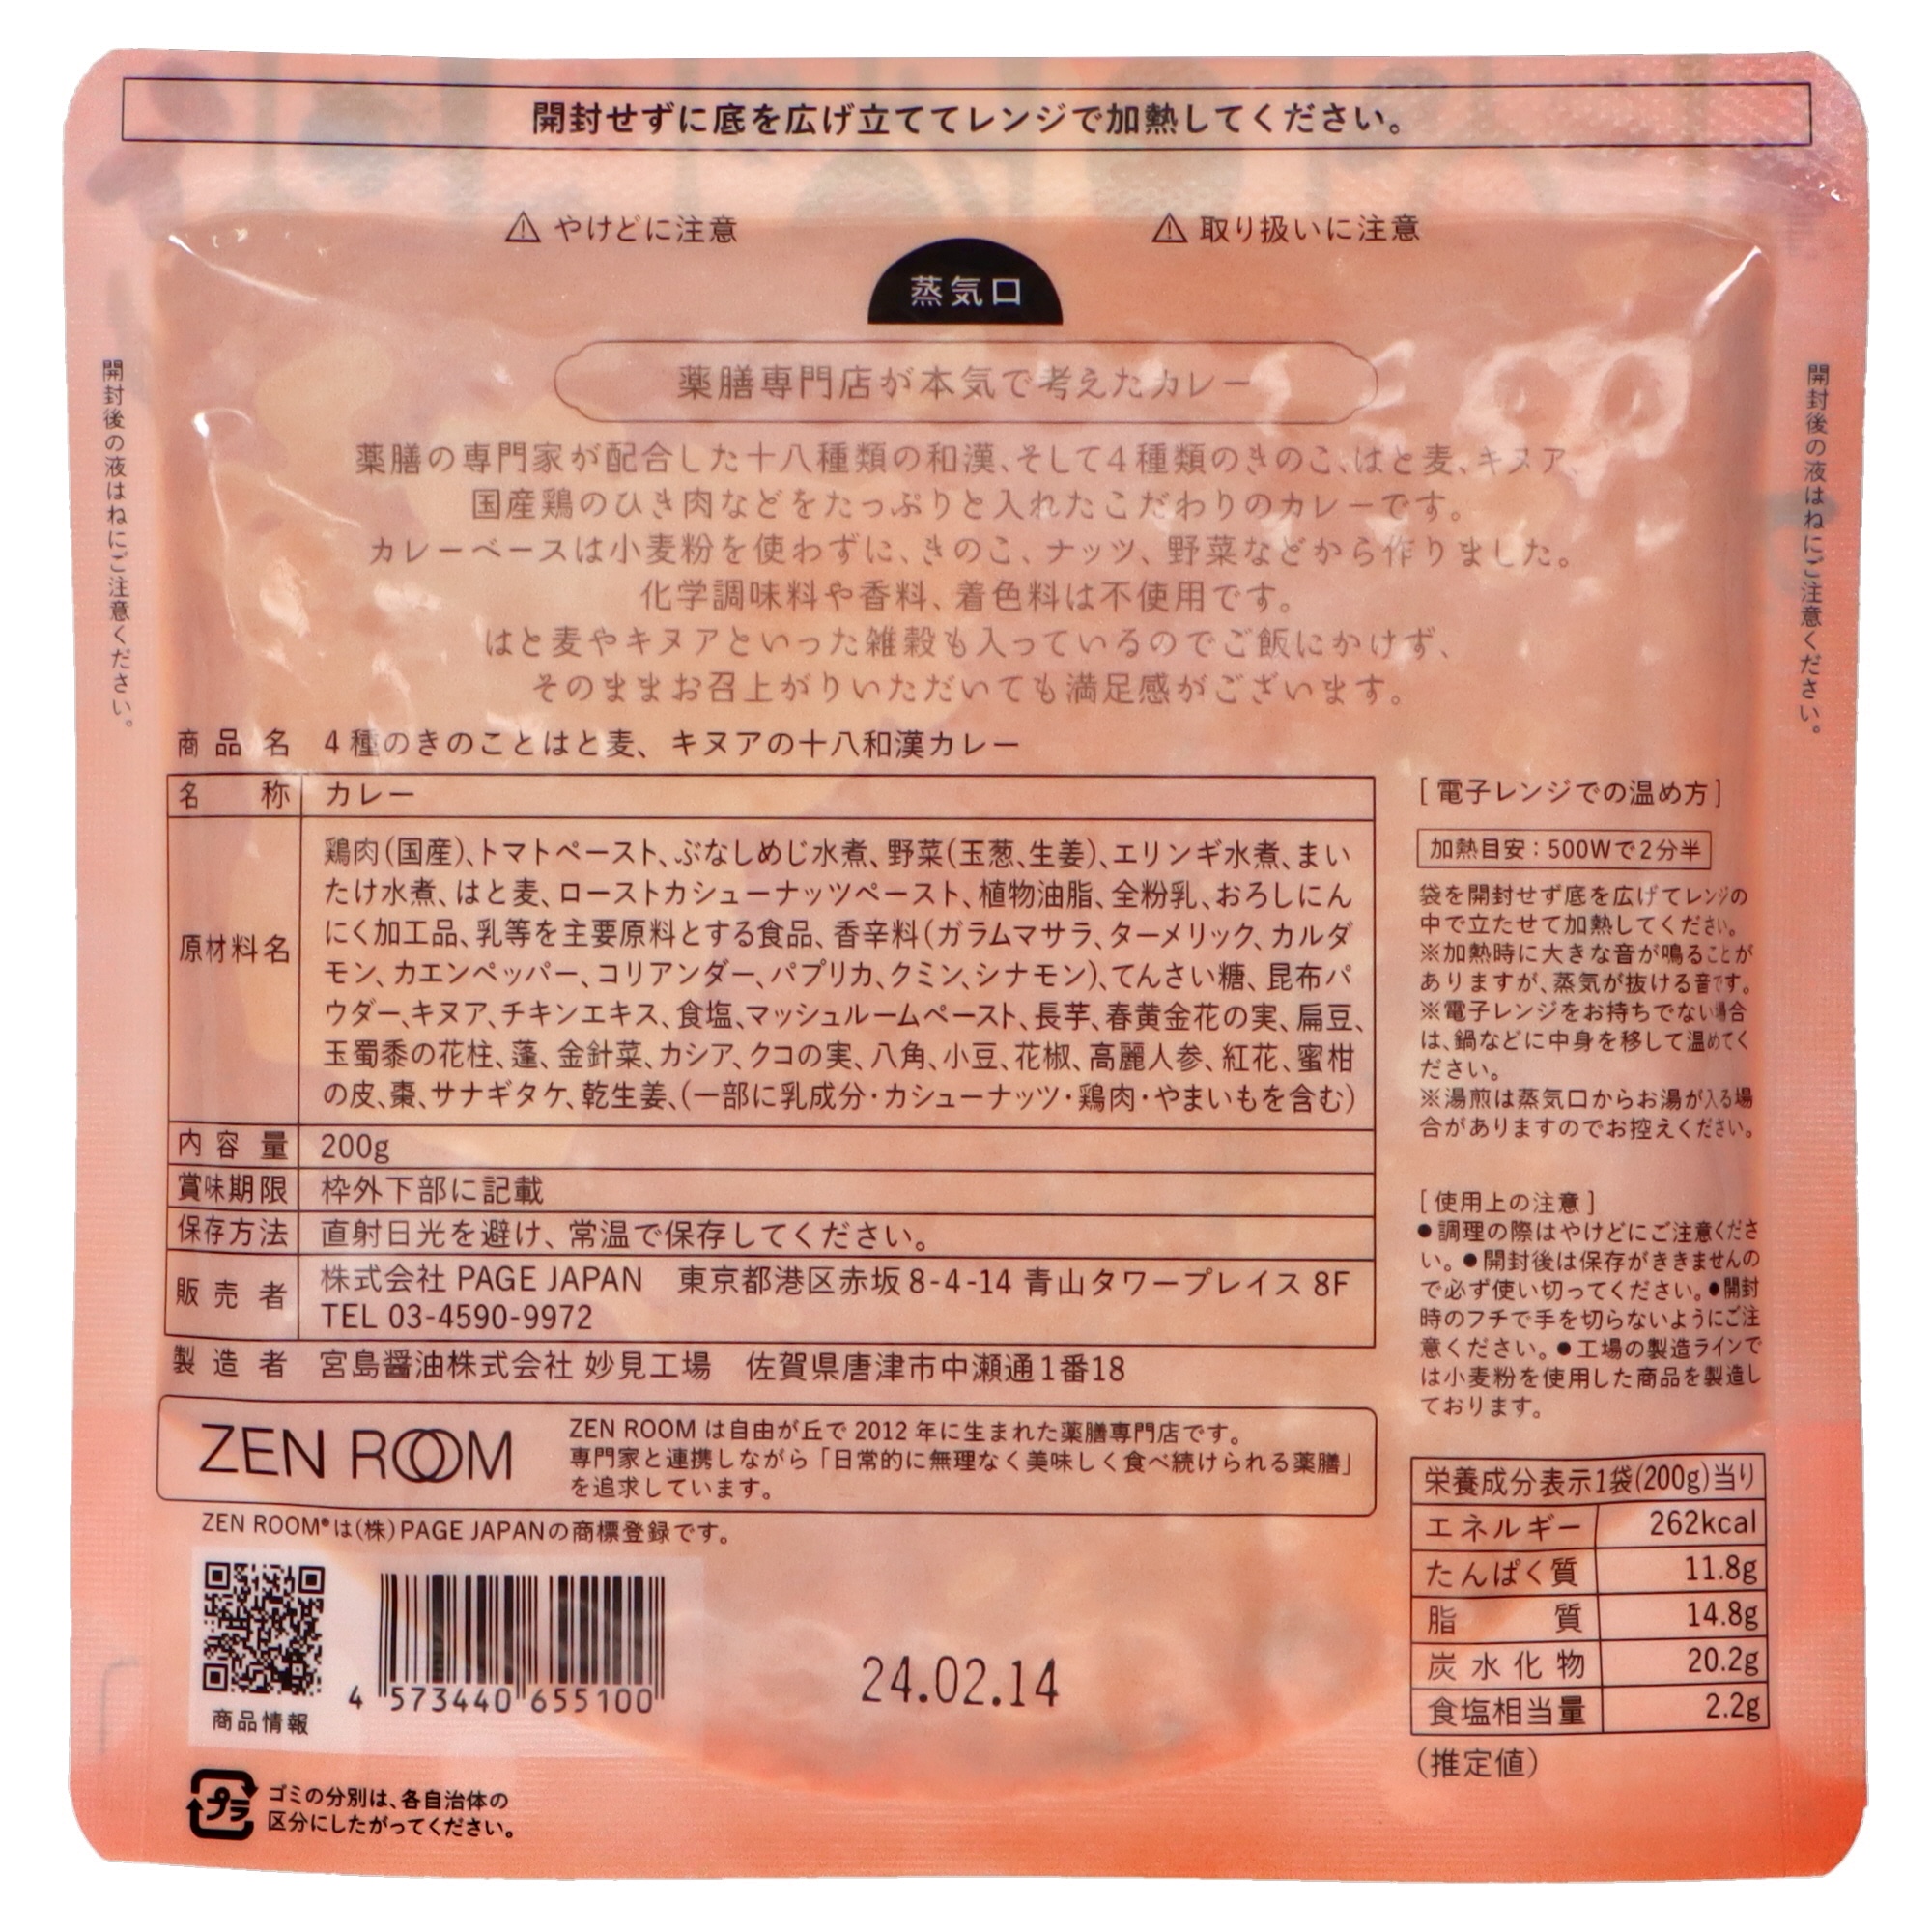 開封せずに底を広げ立ててレンジで加熱してください。
⚠ やけどに注意
⚠ 取り扱いに注意
蒸気口
開封後の液はねにご注意ください。
開封後の液はねにご注意ください。
薬膳専門店が本気で考えたカレー
薬膳の専門家が配合した十八種類の和漢、そして4種類のきのこ、はと麦、キヌア、
国産鶏のひき肉などをたっぷりと入れたこだわりのカレーです。
カレーベースは小麦粉を使わずに、きのこ、ナッツ、野菜などから作りました。
化学調味料や香料、着色料は不使用です。
はと麦やキヌアといった雑穀も入っているのでご飯にかけず、
そのままお召上がりいただいても満足感がございます。
商品名 4種のきのことはと麦、キヌアの十八和漢カレー
名称 カレー
原材料名
鶏肉(国産)、トマトペースト、ぶなしめじ水煮、野菜(玉葱、生姜)、エリンギ水煮、まい
たけ水煮、はと麦、ローストカシューナッツペースト、植物油脂、全粉乳、おろしにん
にく加工品、乳等を主要原料とする食品、香辛料(ガラムマサラ、ターメリック、カルダ
モン、カエンペッパー、コリアンダー、パプリカ、クミン、シナモン)、てんさい糖、昆布パ
ウダー、キヌア、チキンエキス、食塩、マッシュルームペースト、長芋、春黄金花の実、扁豆、
玉蜀黍の花柱、蓬、金針菜、カシア、クコの実、八角、小豆、花椒、高麗人参、紅花、蜜柑
の皮、棗、サナギタケ、乾生姜、(一部に乳成分・カシューナッツ・鶏肉・やまいもを含む)
内容量 200g
賞味期限 枠外下部に記載
保存方法 直射日光を避け、常温で保存してください。
販売者 株式会社 PAGE JAPAN 東京都港区赤坂8-4-14 青山タワープレイス 8F
TEL 03-4590-9972
製造者 宮島醤油株式会社 妙見工場 佐賀県唐津市中瀬通1番18
ZEN ROOM
ZEN ROOM は自由が丘で 2012 年に生まれた薬膳専門店です。
専門家と連携しながら「日常的に無理なく美味しく食べ続けられる薬膳」
を追求しています。
ZEN ROOM®は(株)PAGE JAPANの商標登録です。
商品情報
4 573440 655100
24.02.14
プラ
ゴミの分別は、各自治体の
区分にしたがってください。
[電子レンジでの温め方]
加熱目安:500Wで2分半
袋を開封せず底を広げてレンジの
中で立たせて加熱してください。
※加熱時に大きな音が鳴ることが
ありますが、蒸気が抜ける音です。
※電子レンジをお持ちでない場合
は、鍋などに中身を移して温めてく
ださい。
※湯煎は蒸気口からお湯が入る場
合がありますのでお控えください。
[使用上の注意]
●調理の際はやけどにご注意くださ
い。●開封後は保存がききませんの
で必ず使い切ってください。●開封
時のフチで手を切らないようにご注
意ください。●工場の製造ラインで
は小麦粉を使用した商品を製造し
ております。
栄養成分表示1袋(200g)当り
エネルギー 262kcal
たんぱく質 11.8g
脂質 14.8g
炭水化物 20.2g
食塩相当量 2.2g
(推定値)